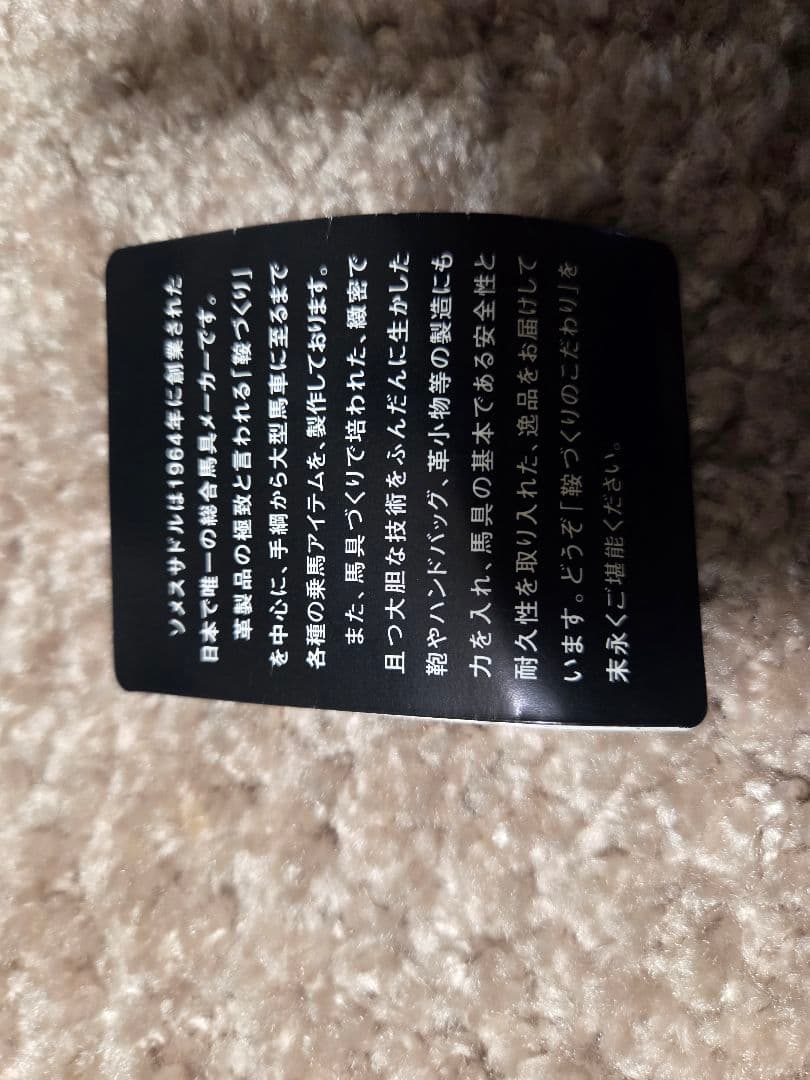 ソメスサドルは1964年に創業された
日本で唯一の総合馬具メーカーです。
革製品の極致と言われる「鞍づくり」
を中心に、手綱から大型馬車に至るまで
各種の乗馬アイテムを、製作しております。
また、馬具づくりで培われた、緻密で
且つ大胆な技術をふんだんに生かした
鞄やハンドバッグ、革小物等の製造にも
力を入れ、馬具の基本である安全性と
耐久性を取り入れた、逸品をお届けして
います。どうぞ「鞍づくりのこだわり」を
末永くご堪能ください。